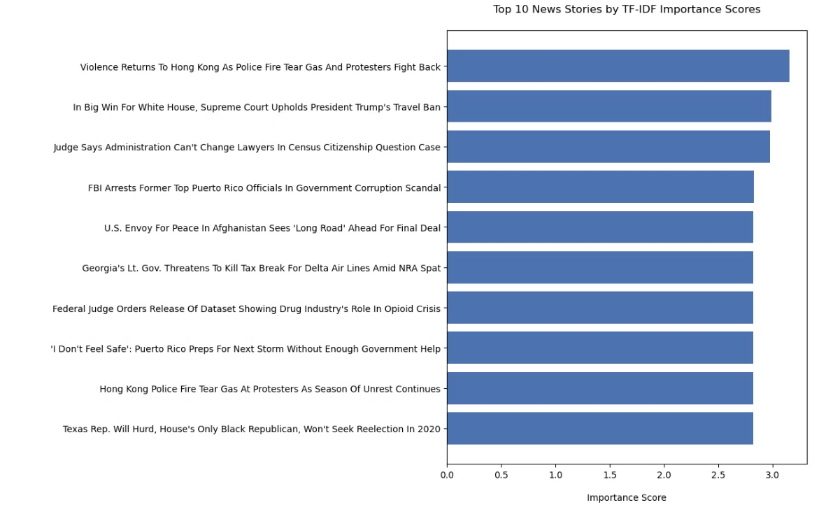 Top 10 News Stories by TF-IDF Importance Scores
Violence Returns To Hong Kong As Police Fire Tear Gas And Protesters Fight Back
In Big Win For White House, Supreme Court Upholds President Trump's Travel Ban
Judge Says Administration Can't Change Lawyers In Census Citizenship Question Case
FBI Arrests Former Top Puerto Rico Officials In Government Corruption Scandal
U.S. Envoy For Peace In Afghanistan Sees 'Long Road' Ahead For Final Deal
Georgia's Lt. Gov. Threatens To Kill Tax Break For Delta Air Lines Amid NRA Spat
Federal Judge Orders Release Of Dataset Showing Drug Industry's Role In Opioid Crisis
'I Don't Feel Safe': Puerto Rico Preps For Next Storm Without Enough Government Help
Hong Kong Police Fire Tear Gas At Protesters As Season Of Unrest Continues
Texas Rep. Will Hurd, House's Only Black Republican, Won't Seek Reelection In 2020
0.0 0.5 1.0 1.5 2.0 2.5 3.0
Importance Score